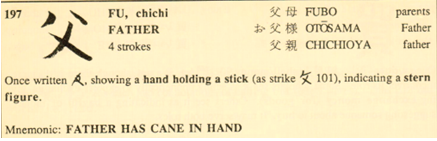 197 父 FU, chichi 父母 FUBO parents
FATHER お父様 OTŌSAMA Father
4 strokes 父親 CHICHIOYA father
Once written , showing a hand holding a stick (as strike 攵 101), indicating a stern
figure.
Mnemonic: FATHER HAS CANE IN HAND